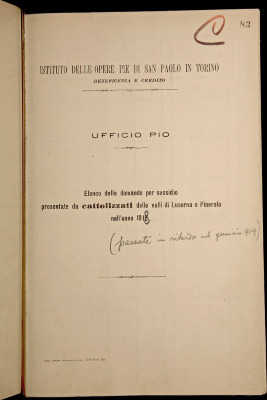 C
83
ISTITUTO DELLE OPERE PIE DI SAN PAOLO IN TORINO
BENEFICENZA E CREDITO
UFFICIO PIO
Elenco delle domande per sussidio
presentate da cattolizzati delle valli di Luserna e Pinerolo
nell'anno 1918
(passate in ritardo nel gennaio 919)